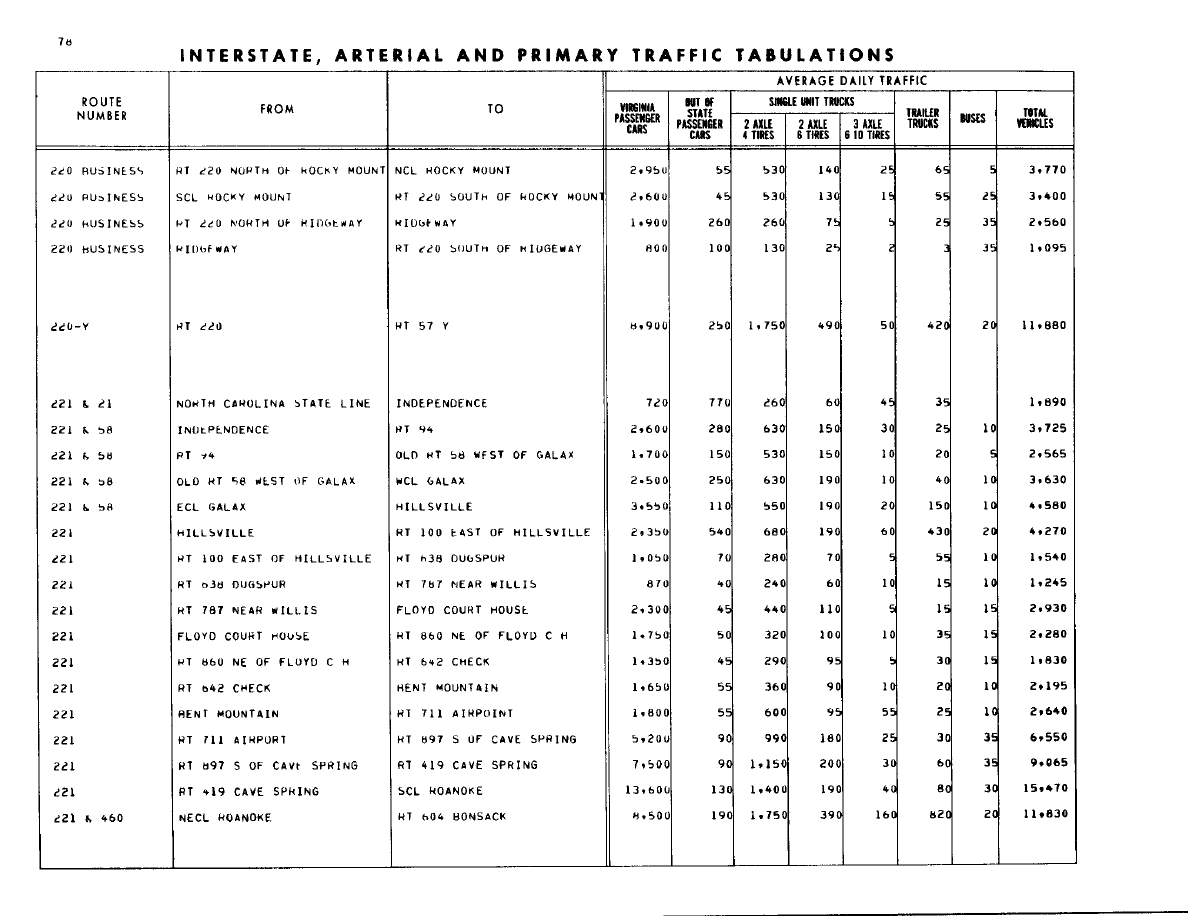 78
INTERSTATE, ARTERIAL AND PRIMARY TRAFFIC TABULATIONS
ROUTE NUMBER FROM TO AVERAGE DAILY TRAFFIC
VIRGINIA PASSENGER CARS OUT OF STATE PASSENGER CARS SINGLE UNIT TRUCKS 2 AXLE 4 TIRES 2 AXLE 6 TIRES 3 AXLE 6 10 TIRES TRAILER TRUCKS BUSES TOTAL VEHICLES
220 BUSINESS RT 220 NORTH OF ROCKY MOUNT NCL ROCKY MOUNT 2,950 55 530 140 25 65 5 3,770
220 BUSINESS SCL ROCKY MOUNT RT 220 SOUTH OF ROCKY MOUNT 2,600 45 530 130 15 55 25 3,400
220 BUSINESS RT 220 NORTH OF RIDGEWAY RIDGEWAY 1,900 260 260 75 5 25 35 2,560
220 BUSINESS RIDGEWAY RT 220 SOUTH OF RIDGEWAY 800 100 130 25 2 3 35 1,095
220-Y RT 220 RT 57 Y 8,900 250 1,750 490 50 420 20 11,880
221 & 21 NORTH CAROLINA STATE LINE INDEPENDENCE 720 770 260 60 45 35 1,890
221 & 58 INDEPENDENCE RT 94 2,600 280 630 150 30 25 10 3,725
221 & 58 RT 94 OLD RT 58 WEST OF GALAX 1,700 150 530 150 10 20 5 2,565
221 & 58 OLD RT 58 WEST OF GALAX WCL GALAX 2,500 250 630 190 10 40 10 3,630
221 & 58 ECL GALAX HILLSVILLE 3,550 110 550 190 20 150 10 4,580
221 HILLSVILLE RT 100 EAST OF HILLSVILLE 2,350 540 680 190 60 430 20 4,270
221 RT 100 EAST OF HILLSVILLE RT 638 DUGSPUR 1,050 70 280 70 5 55 10 1,540
221 RT 638 DUGSPUR RT 787 NEAR WILLIS 870 40 240 60 10 15 10 1,245
221 RT 787 NEAR WILLIS FLOYD COURT HOUSE 2,300 45 440 110 5 15 15 2,930
221 FLOYD COURT HOUSE RT 860 NE OF FLOYD C H 1,750 50 320 100 10 35 15 2,280
221 RT 860 NE OF FLOYD C H RT 642 CHECK 1,350 45 290 95 5 30 15 1,830
221 RT 642 CHECK BENT MOUNTAIN 1,650 55 360 90 10 20 10 2,195
221 BENT MOUNTAIN RT 711 AIRPOINT 1,800 55 600 95 55 25 10 2,640
221 RT 711 AIRPORT RT 897 S OF CAVE SPRING 5,200 90 990 180 25 30 35 6,550
221 RT 897 S OF CAVE SPRING RT 419 CAVE SPRING 7,500 90 1,150 200 30 60 35 9,065
221 RT 419 CAVE SPRING SCL ROANOKE 13,600 130 1,400 190 40 80 30 15,470
221 & 460 NECL ROANOKE RT 604 BONSACK 8,500 190 1,750 390 160 820 20 11,830